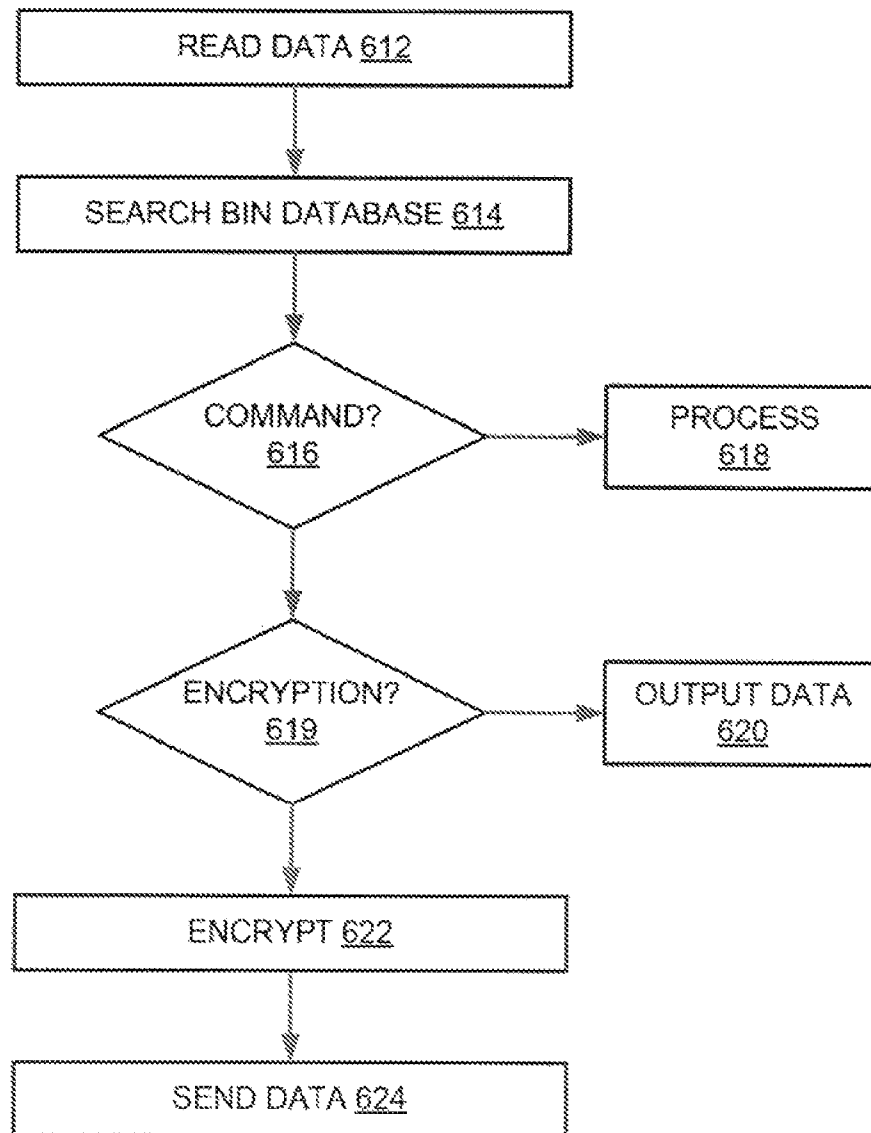 READ DATA 612
SEARCH BIN DATABASE 614
COMMAND?
616
PROCESS
618
ENCRYPTION?
619
OUTPUT DATA
620
ENCRYPT 622
SEND DATA 624